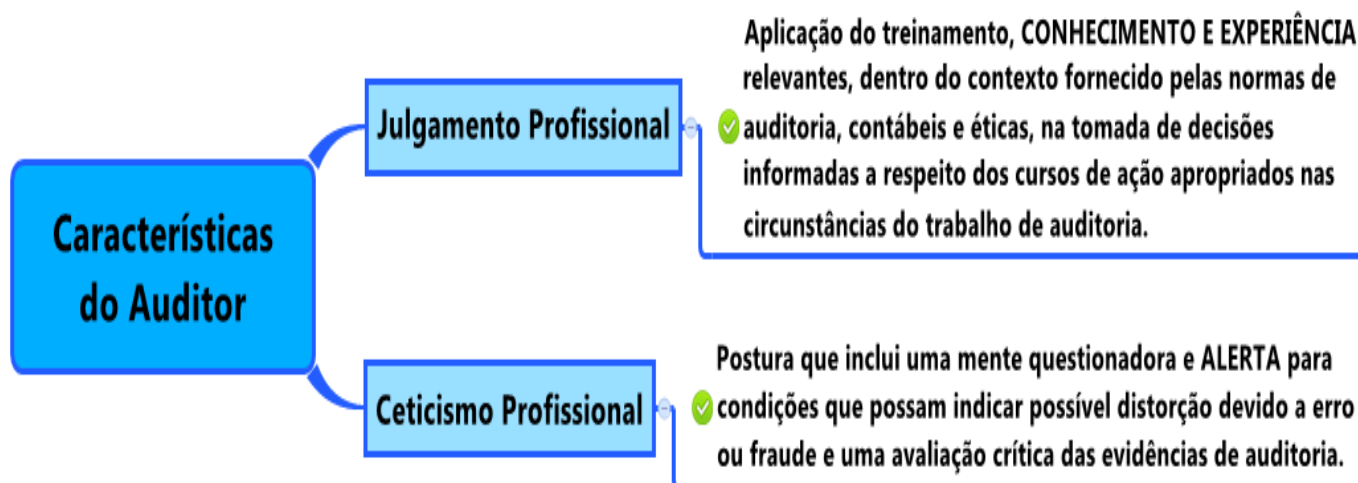 Características
do Auditor
Julgamento Profissional
Aplicação do treinamento, CONHECIMENTO E EXPERIÊNCIA
relevantes, dentro do contexto fornecido pelas normas de
auditoria, contábeis e éticas, na tomada de decisões
informadas a respeito dos cursos de ação apropriados nas
circunstâncias do trabalho de auditoria.
Ceticismo Profissional
Postura que inclui uma mente questionadora e ALERTA para
condições que possam indicar possível distorção devido a erro
ou fraude e uma avaliação crítica das evidências de auditoria.